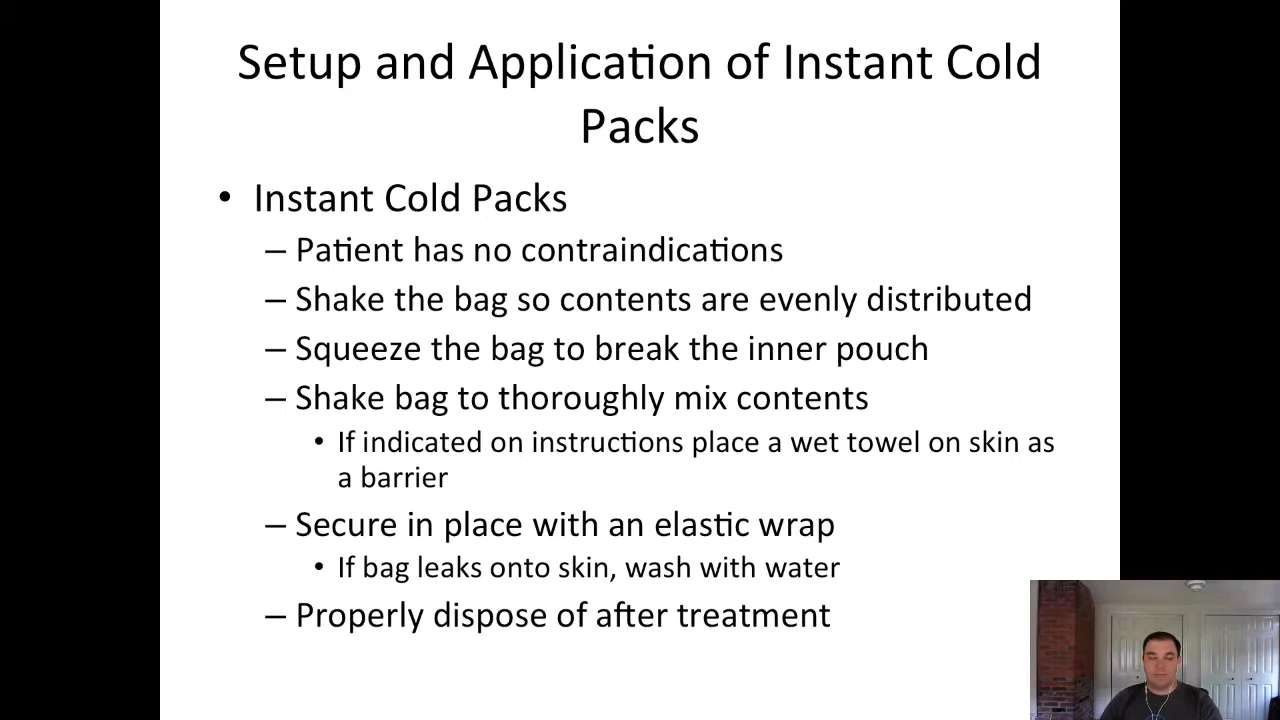 Setup and Application of Instant Cold
Packs
• Instant Cold Packs
– Patient has no contraindications
– Shake the bag so contents are evenly distributed
– Squeeze the bag to break the inner pouch
– Shake bag to thoroughly mix contents
• If indicated on instructions place a wet towel on skin as
a barrier
– Secure in place with an elastic wrap
• If bag leaks onto skin, wash with water
– Properly dispose of after treatment